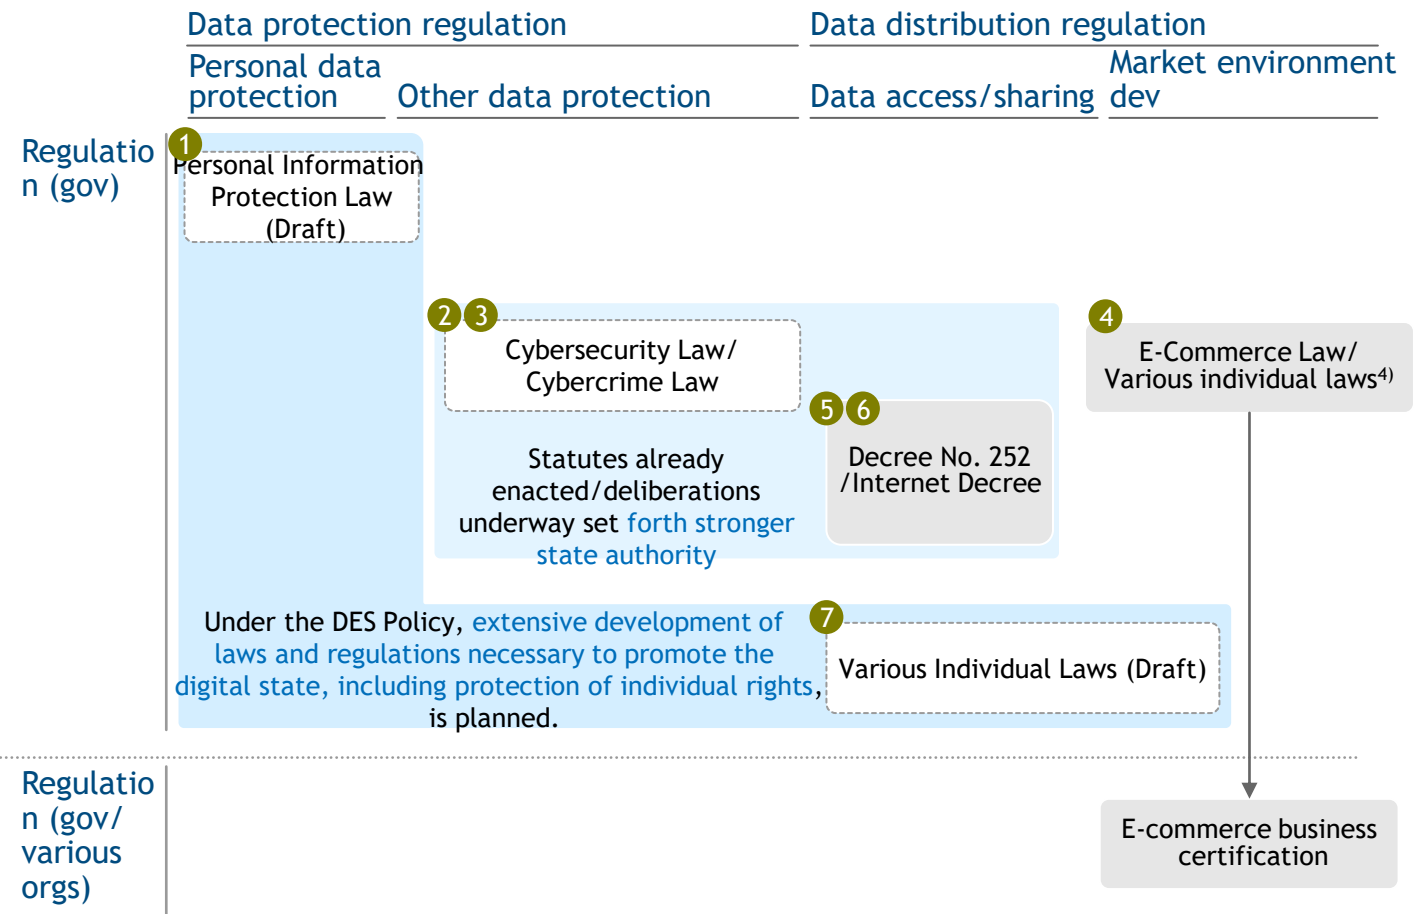 Data protection regulation
Data distribution regulation
Personal data
protection
Other data protection
Data access/sharing
Market environment
dev
Regulatio
n (gov)
1
Personal Information
Protection Law
(Draft)
2 3
Cybersecurity Law/
Cybercrime Law
4
E-Commerce Law/
Various individual laws4)
5 6
Decree No. 252
/Internet Decree
Statutes already
enacted/deliberations
underway set forth stronger
state authority
Under the DES Policy, extensive development of
laws and regulations necessary to promote the
digital state, including protection of individual rights,
is planned.
7
Various Individual Laws (Draft)
Regulatio
n (gov/
various
orgs)
E-commerce business
certification